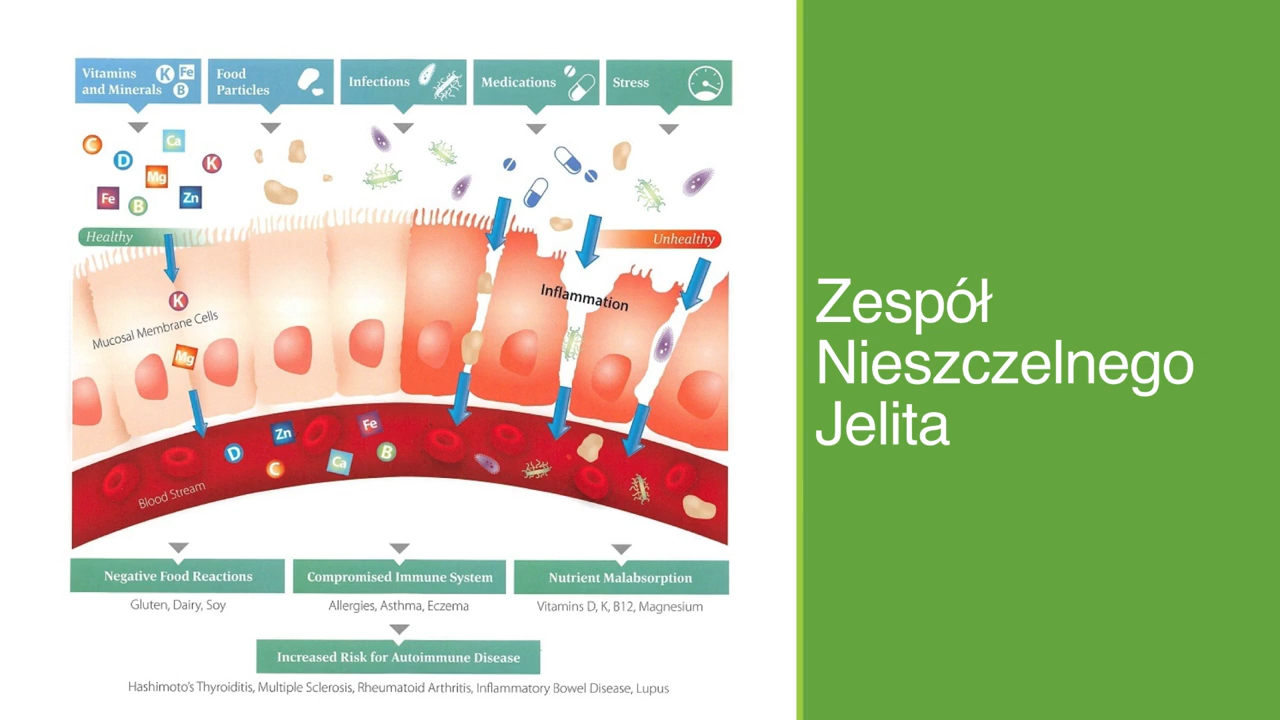 Vitamins
and Minerals
K
Fe
B
Food
Particles
Infections
Medications
Stress
C
D
Ca
K
Mg
Fe
B
Zn
Healthy
Unhealthy
K
Inflammation
Mucosal Membrane Cells
Mg
Zn
Fe
D
C
Ca
B
Blood Stream
Negative Food Reactions
Gluten, Dairy, Soy
Compromised Immune System
Allergies, Asthma, Eczema
Nutrient Malabsorption
Vitamins D, K, B12, Magnesium
Increased Risk for Autoimmune Disease
Hashimoto's Thyroiditis, Multiple Sclerosis, Rheumatoid Arthritis, Inflammatory Bowel Disease, Lupus
Zespół
Nieszczelnego
Jelita